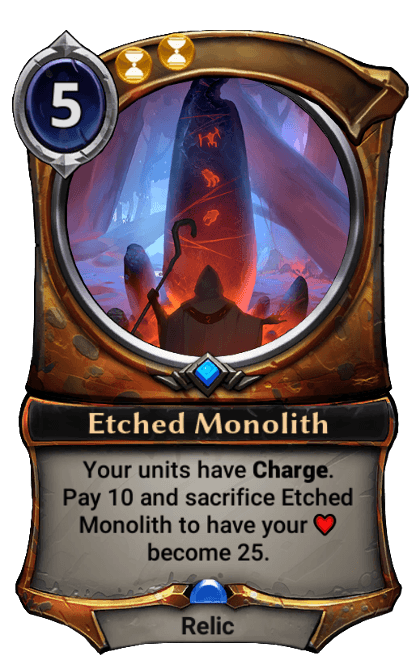 5
Etched Monolith
Your units have Charge.
Pay 10 and sacrifice Etched
Monolith to have your ❤
become 25.
Relic